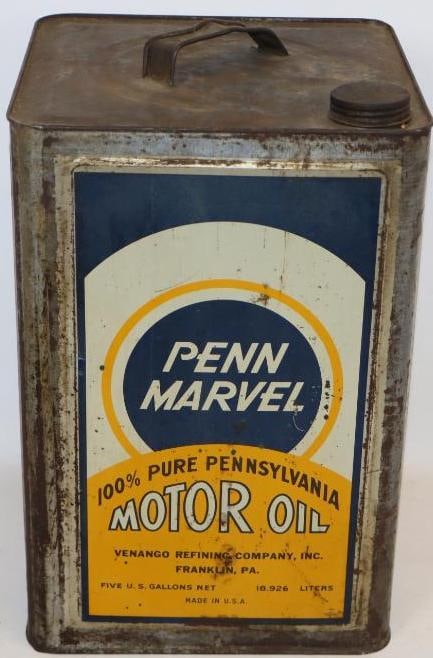 PENN
MARVEL
100% PURE PENNSYLVANIA
MOTOR OIL
VENANGO REFINING COMPANY, INC.
FRANKLIN, PA.
FIVE U.S. GALLONS NET 18.926 LITERS
MADE IN U.S.A.